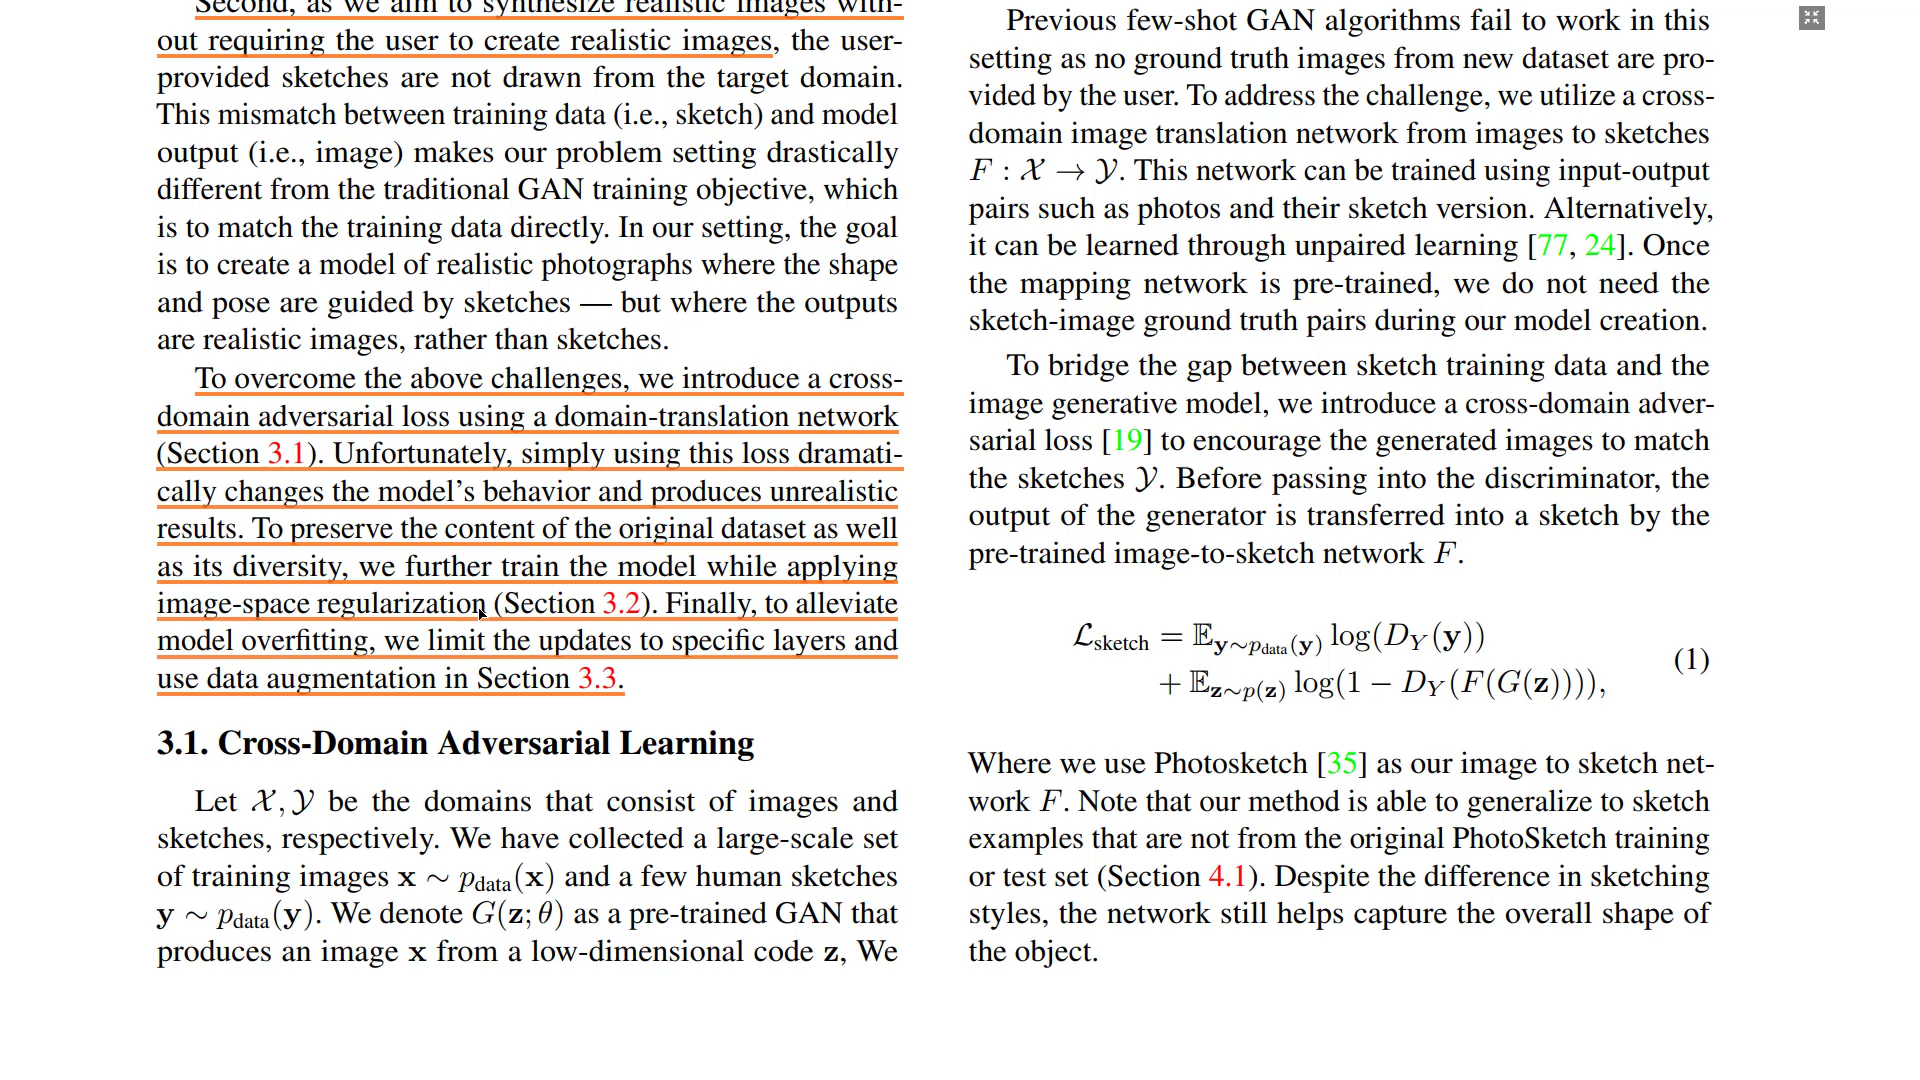 Second, as we aim to synthesize realistic images with-
out requiring the user to create realistic images, the user-
provided sketches are not drawn from the target domain.
This mismatch between training data (i.e., sketch) and model
output (i.e., image) makes our problem setting drastically
different from the traditional GAN training objective, which
is to match the training data directly. In our setting, the goal
is to create a model of realistic photographs where the shape
and pose are guided by sketches — but where the outputs
are realistic images, rather than sketches.
To overcome the above challenges, we introduce a cross-
domain adversarial loss using a domain-translation network
(Section 3.1). Unfortunately, simply using this loss dramati-
cally changes the model's behavior and produces unrealistic
results. To preserve the content of the original dataset as well
as its diversity, we further train the model while applying
image-space regularization (Section 3.2). Finally, to alleviate
model overfitting, we limit the updates to specific layers and
use data augmentation in Section 3.3.
3.1. Cross-Domain Adversarial Learning
Let 𝒳, 𝒴 be the domains that consist of images and
sketches, respectively. We have collected a large-scale set
of training images x ∼ p_data(x) and a few human sketches
y ∼ p_data(y). We denote G(z; θ) as a pre-trained GAN that
produces an image x from a low-dimensional code z, We
Previous few-shot GAN algorithms fail to work in this
setting as no ground truth images from new dataset are pro-
vided by the user. To address the challenge, we utilize a cross-
domain image translation network from images to sketches
F : 𝒳 → 𝒴. This network can be trained using input-output
pairs such as photos and their sketch version. Alternatively,
it can be learned through unpaired learning [77, 24]. Once
the mapping network is pre-trained, we do not need the
sketch-image ground truth pairs during our model creation.
To bridge the gap between sketch training data and the
image generative model, we introduce a cross-domain adver-
sarial loss [19] to encourage the generated images to match
the sketches 𝒴. Before passing into the discriminator, the
output of the generator is transferred into a sketch by the
pre-trained image-to-sketch network F.
ℒ_sketch = 𝔼_{y∼p_data(y)} log(D_Y(y))
+ 𝔼_{z∼p(z)} log(1 − D_Y(F(G(z)))), (1)
Where we use Photosketch [35] as our image to sketch net-
work F. Note that our method is able to generalize to sketch
examples that are not from the original PhotoSketch training
or test set (Section 4.1). Despite the difference in sketching
styles, the network still helps capture the overall shape of
the object.